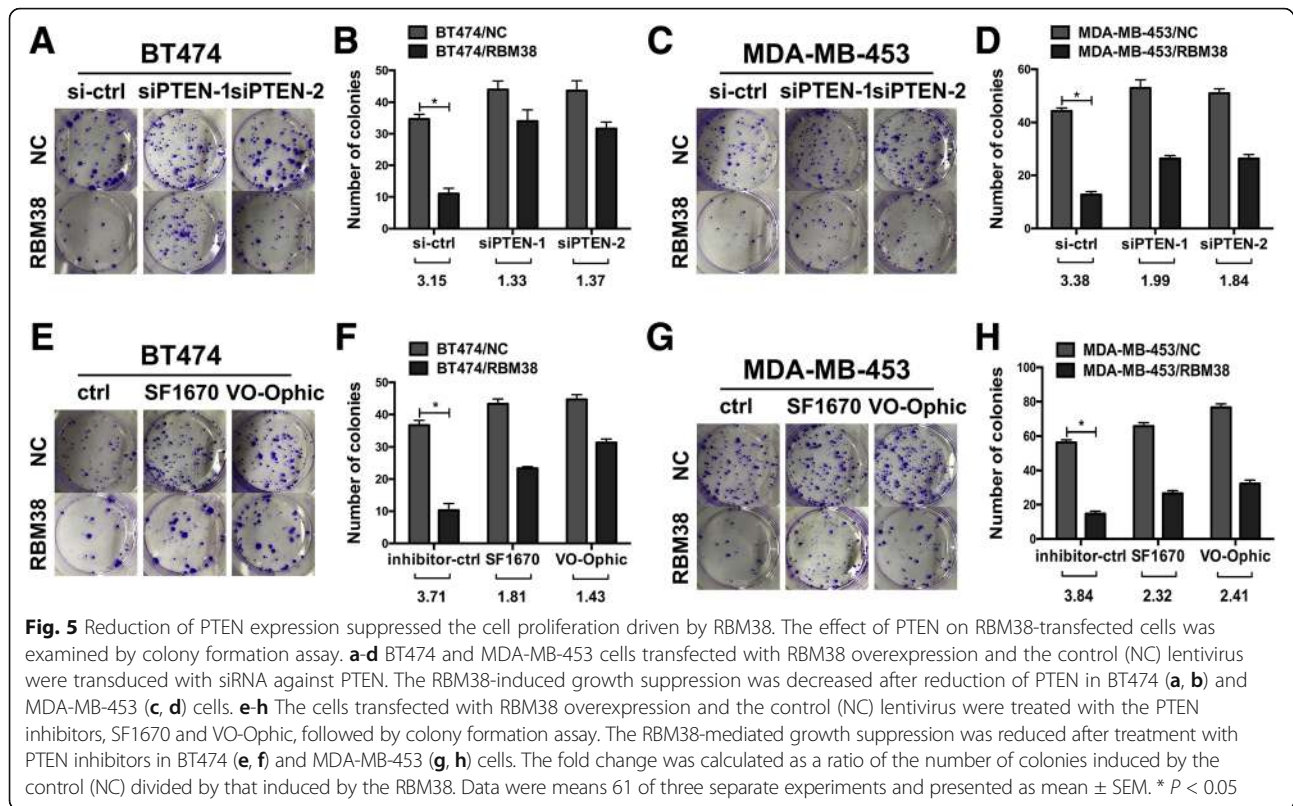 A
BT474
si-ctrl siPTEN-1 siPTEN-2
NC
RBM38
B
BT474/NC
BT474/RBM38
Number of colonies
50
40
30
20
10
0
*
si-ctrl siPTEN-1 siPTEN-2
3.15 1.33 1.37
C
MDA-MB-453
si-ctrl siPTEN-1 siPTEN-2
NC
RBM38
D
MDA-MB-453/NC
MDA-MB-453/RBM38
Number of colonies
60
40
20
0
*
si-ctrl siPTEN-1 siPTEN-2
3.38 1.99 1.84
E
BT474
ctrl SF1670 VO-Ophic
NC
RBM38
F
BT474/NC
BT474/RBM38
Number of colonies
50
40
30
20
10
0
*
inhibitor-ctrl SF1670 VO-Ophic
3.71 1.81 1.43
G
MDA-MB-453
ctrl SF1670 VO-Ophic
NC
RBM38
H
MDA-MB-453/NC
MDA-MB-453/RBM38
Number of colonies
100
80
60
40
20
0
*
inhibitor-ctrl SF1670 VO-Ophic
3.84 2.32 2.41
Fig. 5 Reduction of PTEN expression suppressed the cell proliferation driven by RBM38. The effect of PTEN on RBM38-transfected cells was
examined by colony formation assay. a-d BT474 and MDA-MB-453 cells transfected with RBM38 overexpression and the control (NC) lentivirus
were transduced with siRNA against PTEN. The RBM38-induced growth suppression was decreased after reduction of PTEN in BT474 (a, b) and
MDA-MB-453 (c, d) cells. e-h The cells transfected with RBM38 overexpression and the control (NC) lentivirus were treated with the PTEN
inhibitors, SF1670 and VO-Ophic, followed by colony formation assay. The RBM38-mediated growth suppression was reduced after treatment with
PTEN inhibitors in BT474 (e, f) and MDA-MB-453 (g, h) cells. The fold change was calculated as a ratio of the number of colonies induced by the
control (NC) divided by that induced by the RBM38. Data were means 61 of three separate experiments and presented as mean ± SEM. * P < 0.05